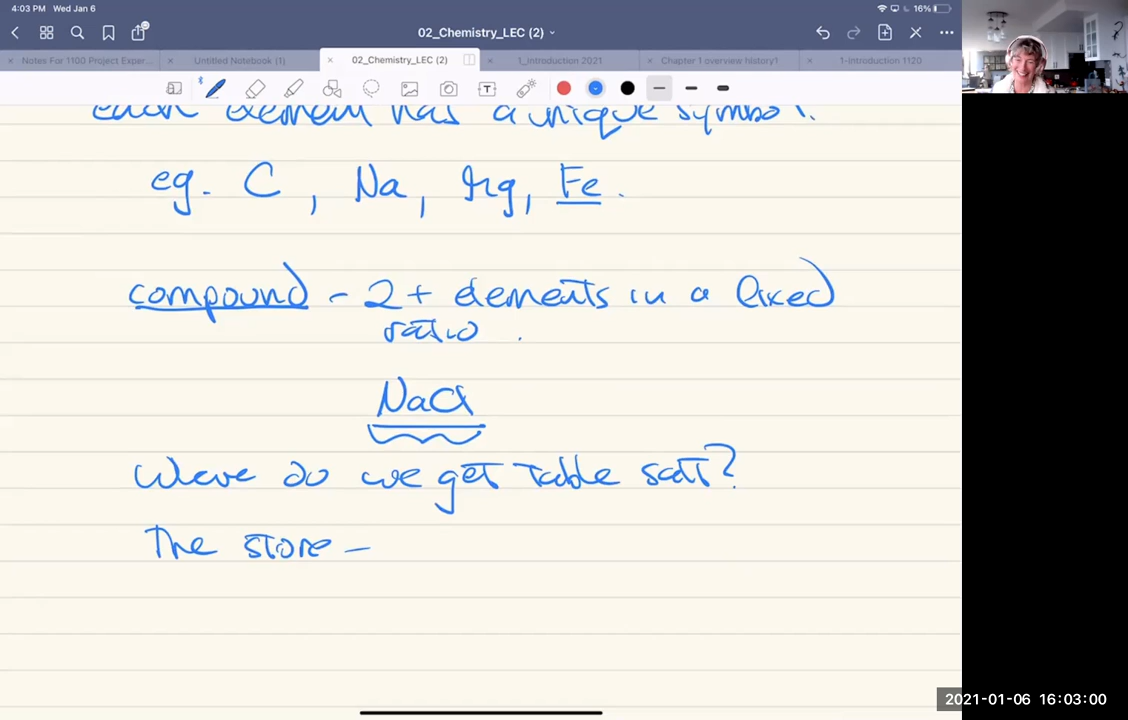 4:03 PM Wed Jan 6
16%
02_Chemistry_LEC (2)
Notes For 1100 Project Exper...
Untitled Notebook (1)
02_Chemistry_LEC (2)
1_Introduction 2021
Chapter 1 overview history1
1-Introduction 1120
each element has a unique symbol.
eg. C, Na, Mg, Fe.
compound - 2+ elements in a fixed
ratio.
NaCl
Where do we get table salt?
The store -
2021-01-06 16:03:00